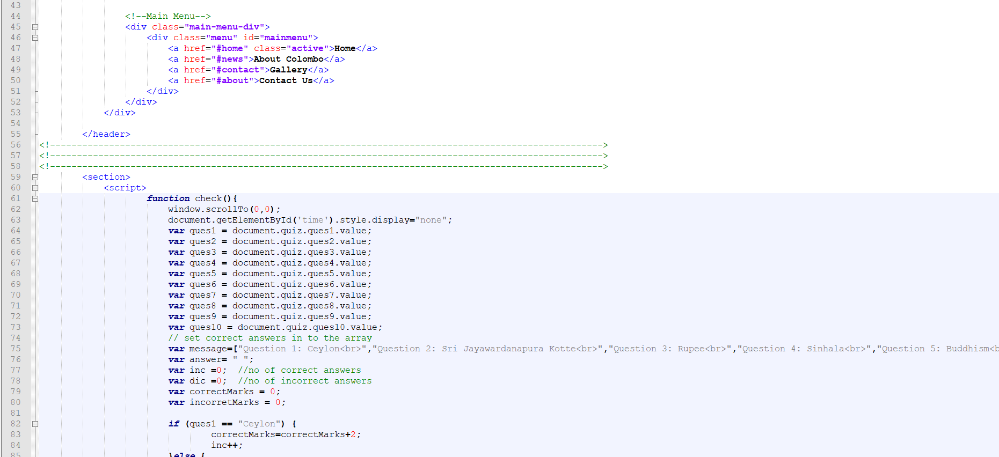 43
44 <!--Main Menu-->
45 <div class="main-menu-div">
46 <div class="menu" id="mainmenu">
47 <a href="#home" class="active">Home</a>
48 <a href="#news">About Colombo</a>
49 <a href="#contact">Gallery</a>
50 <a href="#about">Contact Us</a>
51 </div>
52 </div>
53 </div>
54
55 </header>
56 <!------------------------------------------------------------------------------------------------------->
57 <!------------------------------------------------------------------------------------------------------->
58 <!------------------------------------------------------------------------------------------------------->
59 <section>
60 <script>
61 function check(){
62 window.scrollTo(0,0);
63 document.getElementById('time').style.display="none";
64 var ques1 = document.quiz.ques1.value;
65 var ques2 = document.quiz.ques2.value;
66 var ques3 = document.quiz.ques3.value;
67 var ques4 = document.quiz.ques4.value;
68 var ques5 = document.quiz.ques5.value;
69 var ques6 = document.quiz.ques6.value;
70 var ques7 = document.quiz.ques7.value;
71 var ques8 = document.quiz.ques8.value;
72 var ques9 = document.quiz.ques9.value;
73 var ques10 = document.quiz.ques10.value;
74 // set correct answers in to the array
75 var message=["Question 1: Ceylon<br>","Question 2: Sri Jayawardanapura Kotte<br>","Question 3: Rupee<br>","Question 4: Sinhala<br>","Question 5: Buddhism<b
76 var answer= " ";
77 var inc =0; //no of correct answers
78 var dic =0; //no of incorrect answers
79 var correctMarks = 0;
80 var incorretMarks = 0;
81
82 if (ques1 == "Ceylon") {
83 correctMarks=correctMarks+2;
84 inc++;
85 }else {